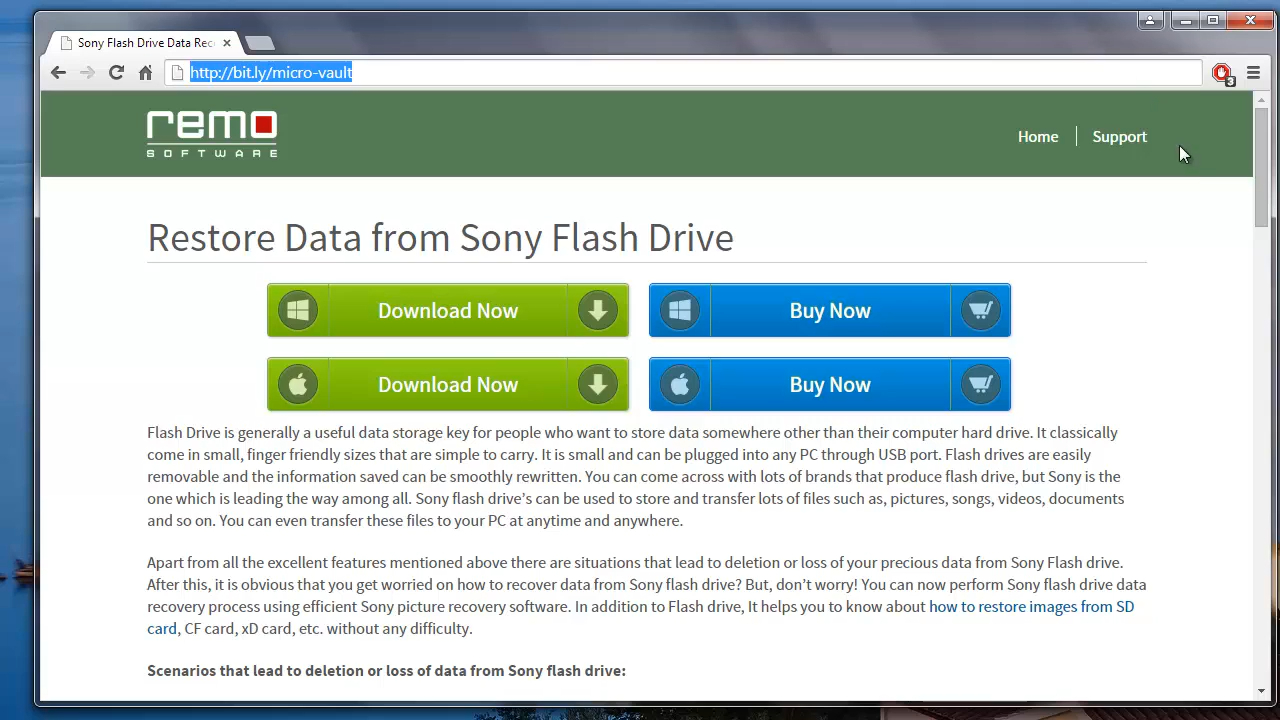 Sony Flash Drive Data Rec
http://bit.ly/micro-vault
3
remo
SOFTWARE
Home
Support
Restore Data from Sony Flash Drive
Download Now
Buy Now
Download Now
Buy Now
Flash Drive is generally a useful data storage key for people who want to store data somewhere other than their computer hard drive. It classically
come in small, finger friendly sizes that are simple to carry. It is small and can be plugged into any PC through USB port. Flash drives are easily
removable and the information saved can be smoothly rewritten. You can come across with lots of brands that produce flash drive, but Sony is the
one which is leading the way among all. Sony flash drive’s can be used to store and transfer lots of files such as, pictures, songs, videos, documents
and so on. You can even transfer these files to your PC at anytime and anywhere.
Apart from all the excellent features mentioned above there are situations that lead to deletion or loss of your precious data from Sony Flash drive.
After this, it is obvious that you get worried on how to recover data from Sony flash drive? But, don’t worry! You can now perform Sony flash drive data
recovery process using efficient Sony picture recovery software. In addition to Flash drive, It helps you to know about how to restore images from SD
card, CF card, xD card, etc. without any difficulty.
Scenarios that lead to deletion or loss of data from Sony flash drive: